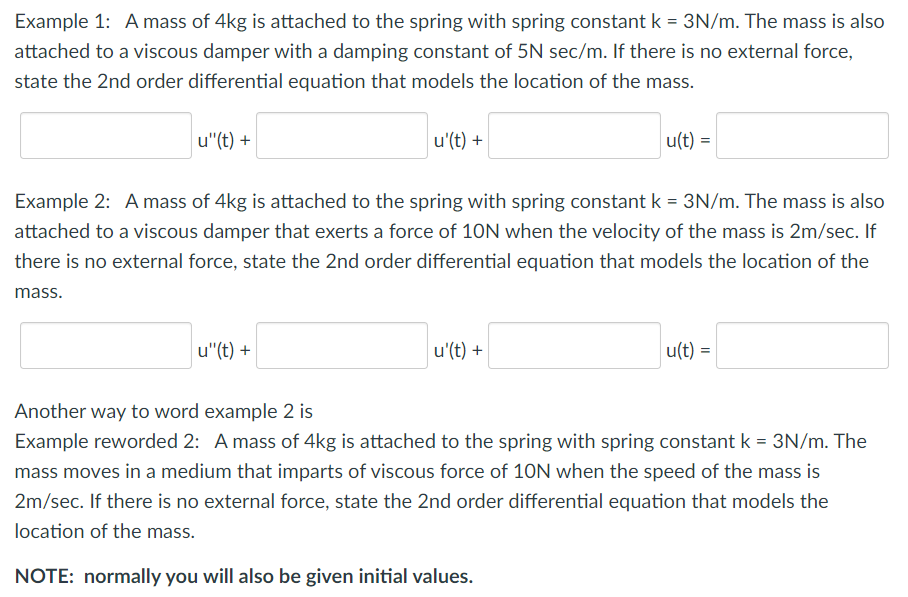 Example 1: A mass of 4kg is attached to the spring with spring constant k = 3N/m. The mass is also
attached to a viscous damper with a damping constant of 5N sec/m. If there is no external force,
state the 2nd order differential equation that models the location of the mass.
u''(t) + u'(t) + u(t) =
Example 2: A mass of 4kg is attached to the spring with spring constant k = 3N/m. The mass is also
attached to a viscous damper that exerts a force of 10N when the velocity of the mass is 2m/sec. If
there is no external force, state the 2nd order differential equation that models the location of the
mass.
u''(t) + u'(t) + u(t) =
Another way to word example 2 is
Example reworded 2: A mass of 4kg is attached to the spring with spring constant k = 3N/m. The
mass moves in a medium that imparts of viscous force of 10N when the speed of the mass is
2m/sec. If there is no external force, state the 2nd order differential equation that models the
location of the mass.
NOTE: normally you will also be given initial values.